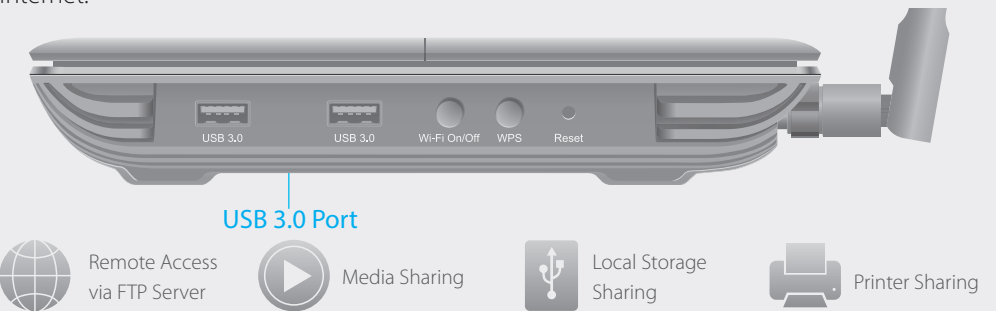 internet.
USB 3.0
USB 3.0
Wi-Fi On/Off
WPS
Reset
USB 3.0 Port
Remote Access
via FTP Server
Media Sharing
Local Storage
Sharing
Printer Sharing